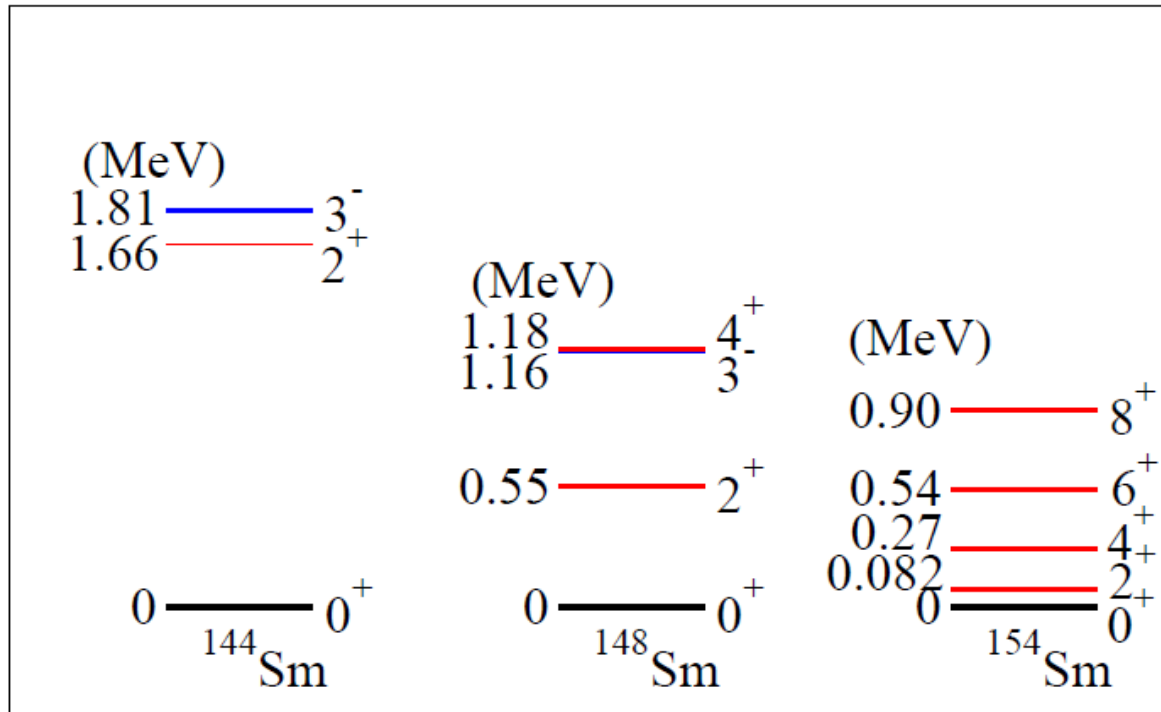 (MeV)
1.81 3⁻
1.66 2⁺
0 0⁺
¹⁴⁴Sm
(MeV)
1.18 4⁺
1.16 3⁻
0.55 2⁺
0 0⁺
¹⁴⁸Sm
(MeV)
0.90 8⁺
0.54 6⁺
0.27 4⁺
0.082 2⁺
0 0⁺
¹⁵⁴Sm